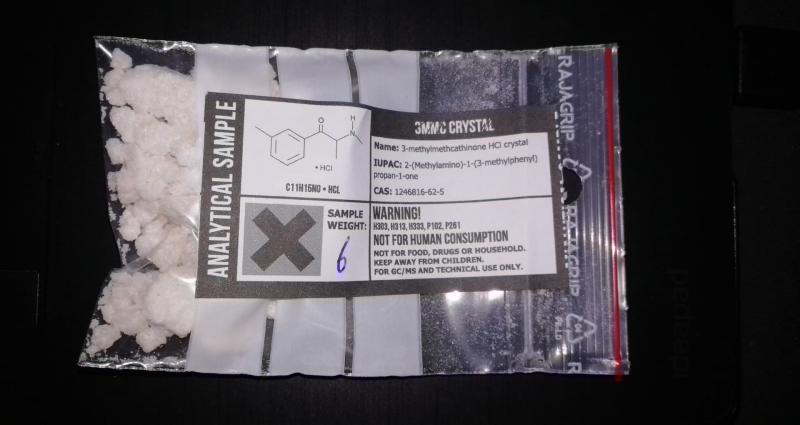 ANALYTICAL SAMPLE
O
H
N
• HCl
C11H15NO • HCL
3MMC CRYSTAL
Name: 3-methylmethcathinone HCl crystal
IUPAC: 2-(Methylamino)-1-(3-methylphenyl)
propan-1-one
CAS: 1246816-62-5
SAMPLE
WEIGHT:
6
WARNING!
H303, H313, H333, P102, P261
NOT FOR HUMAN CONSUMPTION
NOT FOR FOOD, DRUGS OR HOUSEHOLD.
KEEP AWAY FROM CHILDREN.
FOR GC/MS AND TECHNICAL USE ONLY.
RAJAGRIP
RAJAGRIP
R